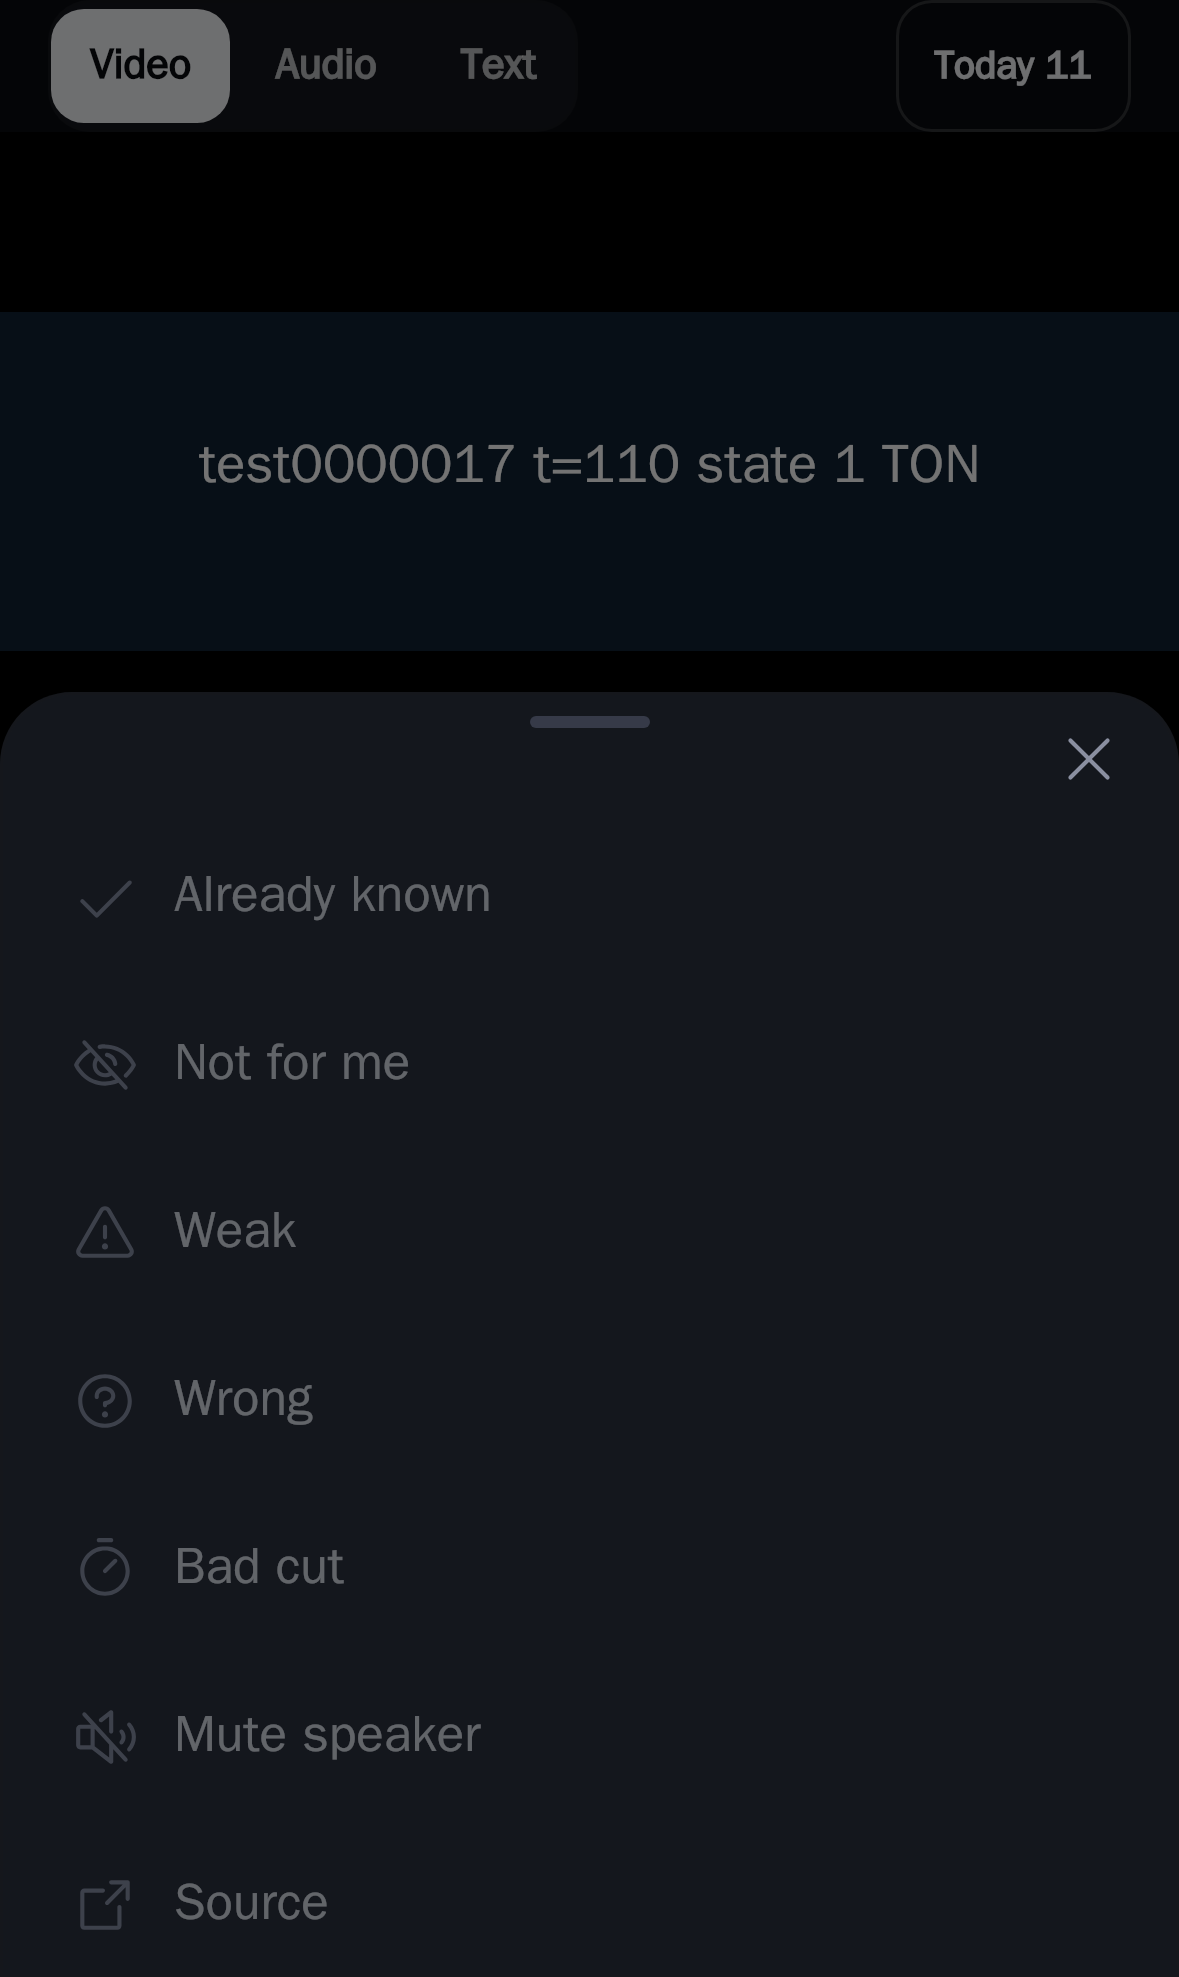 Video Audio Text Today 11
test0000017 t=110 state 1 TON
Already known
Not for me
Weak
Wrong
Bad cut
Mute speaker
Source